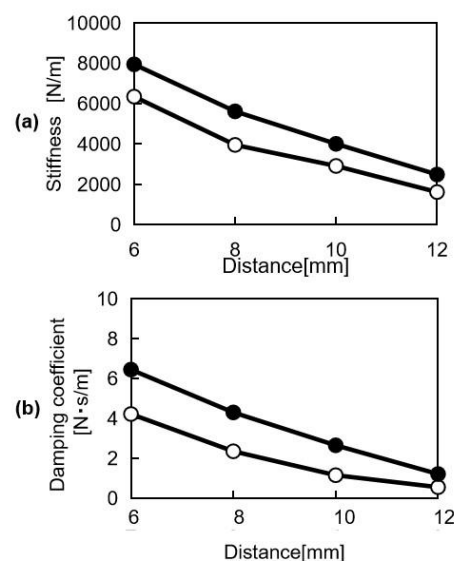 10000
8000
6000
4000
2000
0
(a)
Stiffness [N/m]
6 8 10 12
Distance[mm]
10
8
6
4
2
0
(b)
Damping coefficient
[N・s/m]
6 8 10 12
Distance[mm]